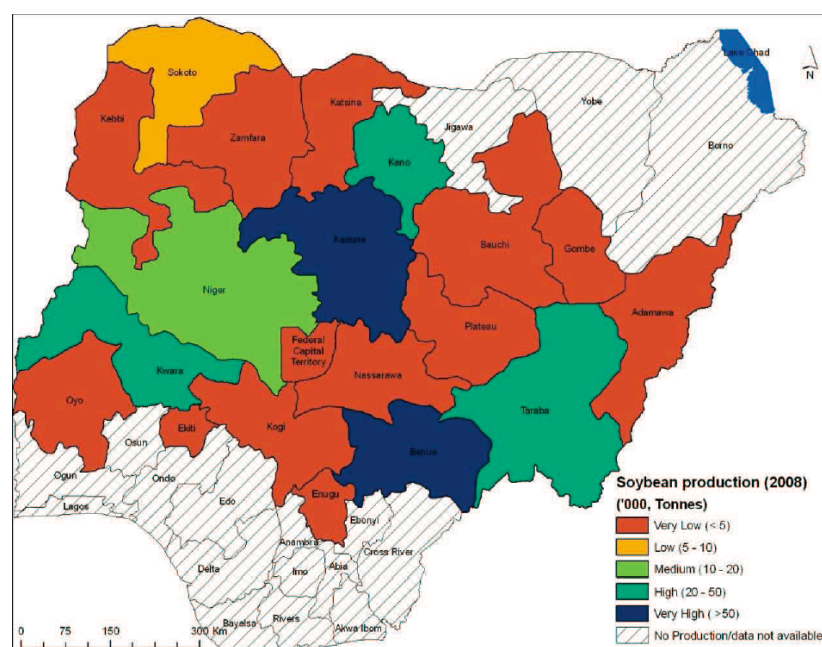 Lake Chad
N
Sokoto
Yobe
Katsina
Kebbi
Jigawa
Zamfara
Borno
Kano
Kaduna
Bauchi
Gombe
Niger
Adamawa
Plateau
Federal
Capital
Territory
Kwara
Nassarawa
Oyo
Taraba
Kogi
Ekiti
Osun
Benue
Ogun
Ondo
Enugu
Edo
Lagos
Ebonyi
Anambra
Cross River
Delta
Imo
Abia
Bayelsa
Rivers
Akwa Ibom
0 75 150 300 Km
Soybean production (2008)
('000, Tonnes)
Very Low (< 5)
Low (5 - 10)
Medium (10 - 20)
High (20 - 50)
Very High ( >50)
No Production/data not available